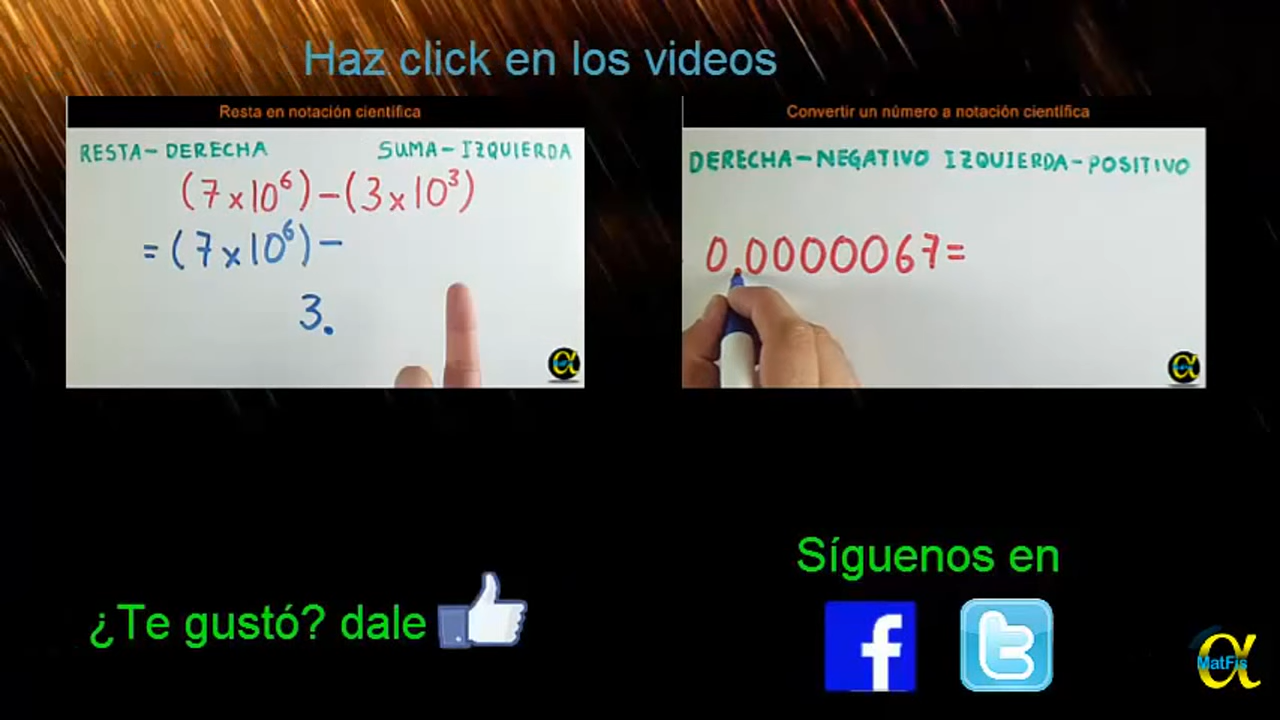 Haz click en los videos
Resta en notación científica
RESTA-DERECHA SUMA-IZQUIERDA
(7x10⁶)-(3x10³)
=(7x10⁶)-
3.
Convertir un número a notación científica
DERECHA-NEGATIVO IZQUIERDA-POSITIVO
0.0000067=
¿Te gustó? dale
Síguenos en
f
t
MatFis